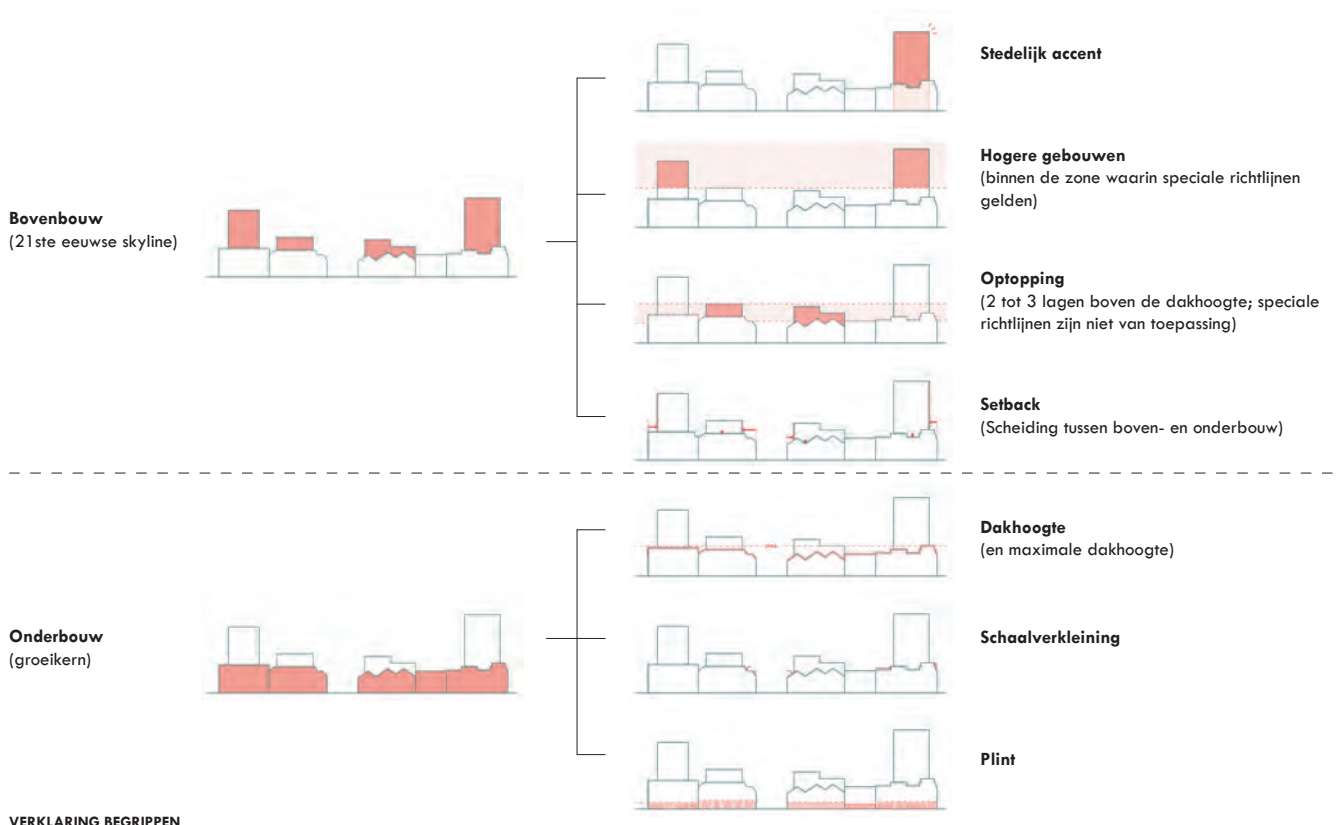 Bovenbouw
(21ste eeuwse skyline)
Stedelijk accent
Hogere gebouwen
(binnen de zone waarin speciale richtlijnen
gelden)
Optopping
(2 tot 3 lagen boven de dakhoogte; speciale
richtlijnen zijn niet van toepassing)
Setback
(Scheiding tussen boven- en onderbouw)
Onderbouw
(groeikern)
Dakhoogte
(en maximale dakhoogte)
Schaalverkleining
Plint
VERKLARING BEGRIPPEN